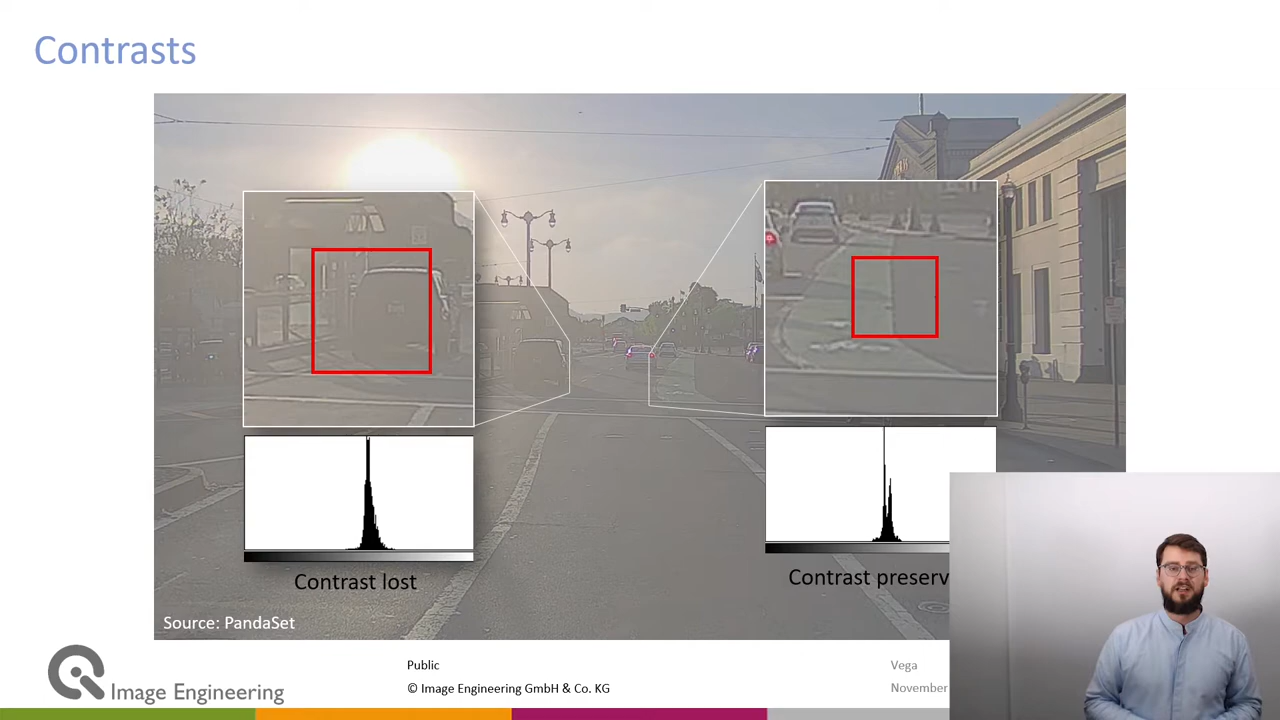 Contrasts
Contrast lost
Contrast preserv
Source: PandaSet
Image Engineering
Public
© Image Engineering GmbH & Co. KG
Vega
November